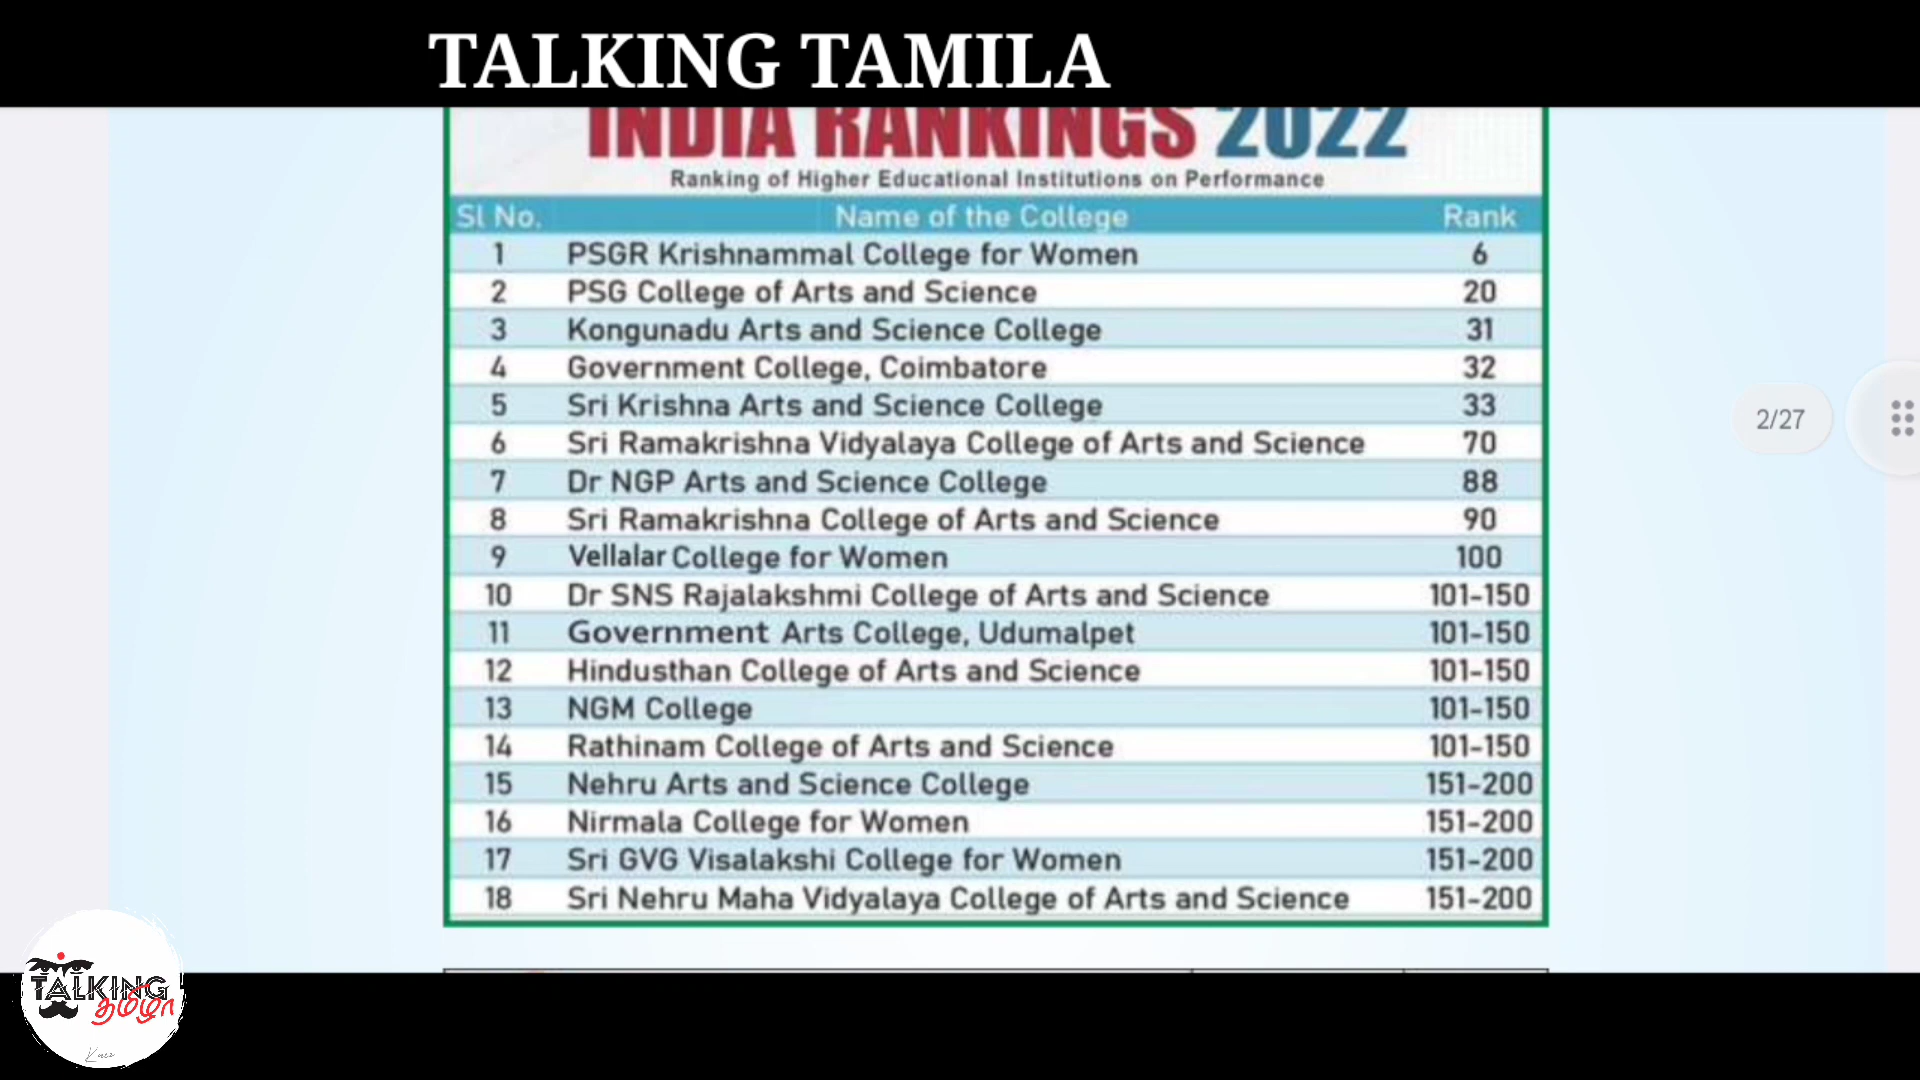 TALKING TAMILA
INDIA RANKINGS 2022
Ranking of Higher Educational Institutions on Performance
Sl No. Name of the College Rank
1 PSGR Krishnammal College for Women 6
2 PSG College of Arts and Science 20
3 Kongunadu Arts and Science College 31
4 Government College, Coimbatore 32
5 Sri Krishna Arts and Science College 33
6 Sri Ramakrishna Vidyalaya College of Arts and Science 70
7 Dr NGP Arts and Science College 88
8 Sri Ramakrishna College of Arts and Science 90
9 Vellalar College for Women 100
10 Dr SNS Rajalakshmi College of Arts and Science 101-150
11 Government Arts College, Udumalpet 101-150
12 Hindusthan College of Arts and Science 101-150
13 NGM College 101-150
14 Rathinam College of Arts and Science 101-150
15 Nehru Arts and Science College 151-200
16 Nirmala College for Women 151-200
17 Sri GVG Visalakshi College for Women 151-200
18 Sri Nehru Maha Vidyalaya College of Arts and Science 151-200
2/27
TALKING
தமிழா